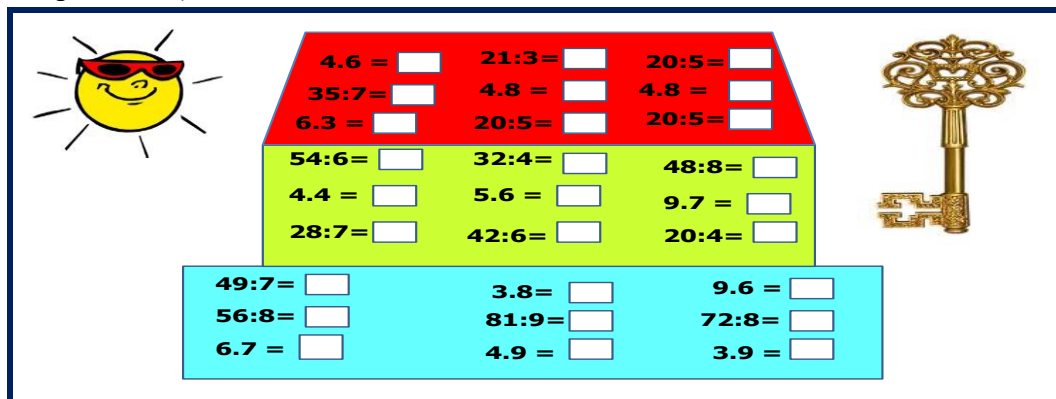 4.6 = 21:3= 20:5=
35:7= 4.8 = 4.8 =
6.3 = 20:5= 20:5=
54:6= 32:4= 48:8=
4.4 = 5.6 = 9.7 =
28:7= 42:6= 20:4=
49:7= 3.8= 9.6 =
56:8= 81:9= 72:8=
6.7 = 4.9 = 3.9 =